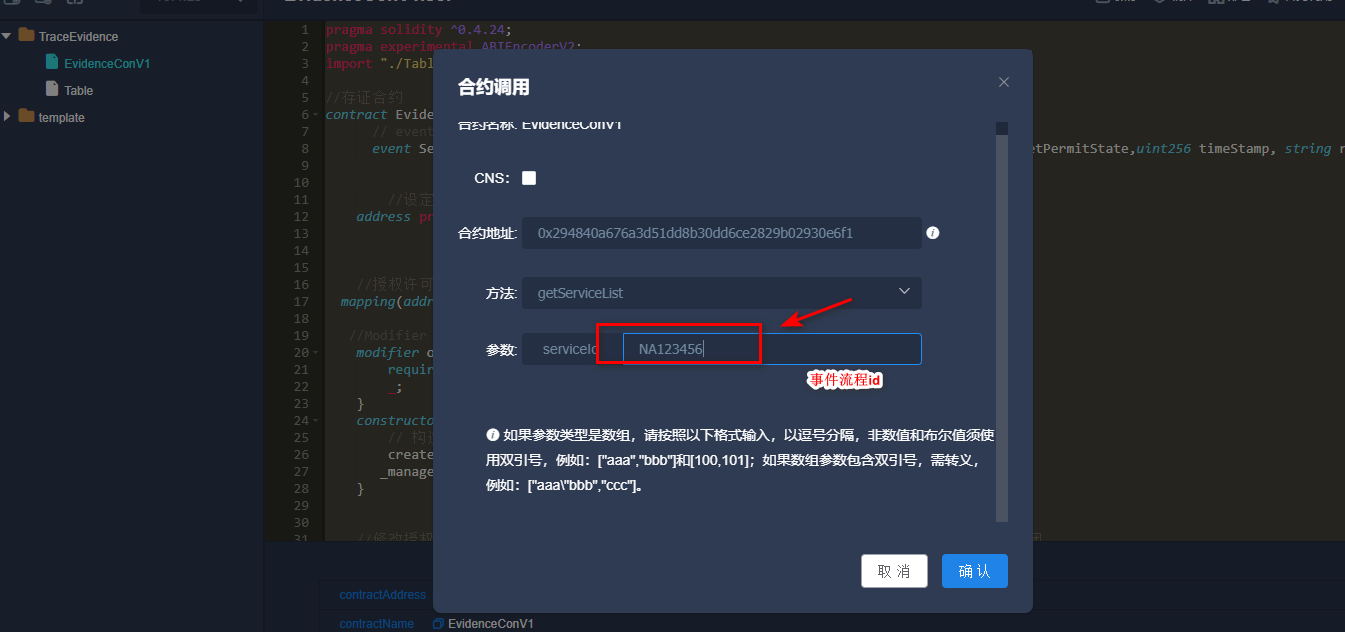 TraceEvidence
EvidenceConV1
Table
template
1 pragma solidity ^0.4.24;
2 pragma experimental ABIEncoderV2;
3 import "./Tabl
4
5 //存证合约
6 contract Evide
7 // event
8 event Se
etPermitState,uint256 timeStamp, string r
9
10
11 //设定
12 address pr
13
14
15
16 //授权许可
17 mapping(addr
18
19 //Modifier
20 modifier o
21 requir
22 _;
23 }
24 constructo
25 // 构
26 create
27 _manage
28 }
29
30
31 //修改授权
合约调用
合约名称: EvidenceConV1
CNS:
合约地址: 0x294840a676a3d51dd8b30dd6ce2829b02930e6f1
方法: getServiceList
参数: serviceId NA123456
事件流程id
如果参数类型是数组，请按照以下格式输入，以逗号分隔，非数值和布尔值须使
用双引号，例如：["aaa","bbb"]和[100,101]；如果数组参数包含双引号，需转义，
例如：["aaa\"bbb","ccc"]。
取 消
确 认
contractAddress
contractName EvidenceConV1